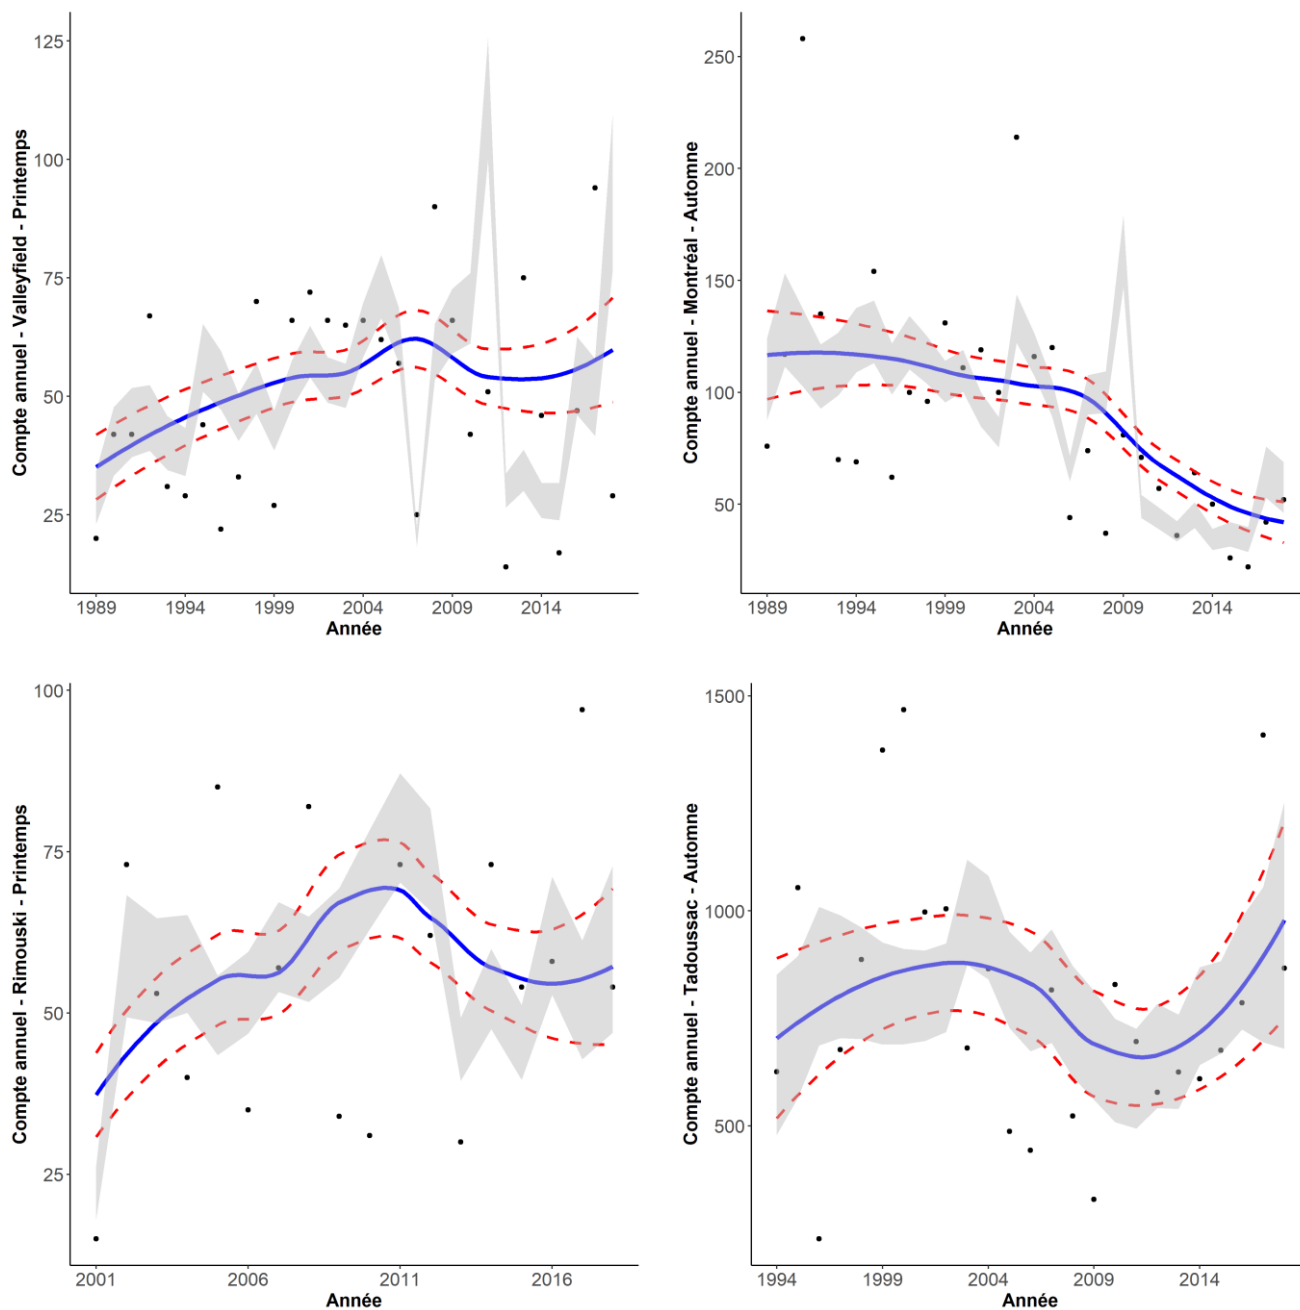 Compte annuel - Valleyfield - Printemps
125
100
75
50
25
1989 1994 1999 2004 2009 2014
Année
Compte annuel - Montréal - Automne
250
200
150
100
50
1989 1994 1999 2004 2009 2014
Année
Compte annuel - Rimouski - Printemps
100
75
50
25
2001 2006 2011 2016
Année
Compte annuel - Tadoussac - Automne
1500
1000
500
1994 1999 2004 2009 2014
Année